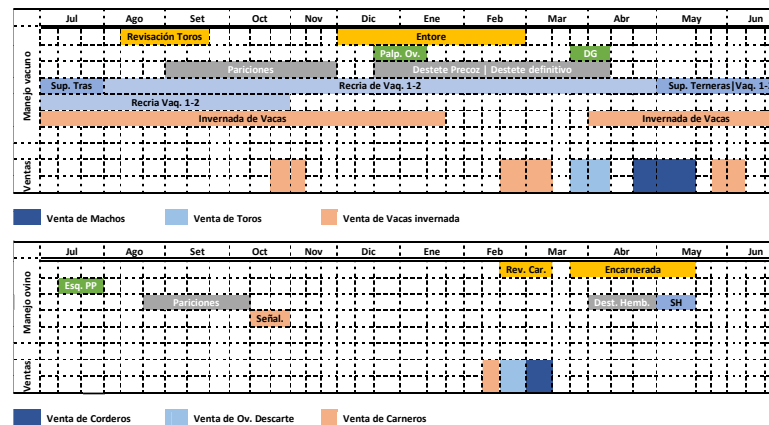 Jul Ago Set Oct Nov Dic Ene Feb Mar Abr May Jun
Manejo vacuno
Revisación Toros Entore
Palp. Ov. DG
Pariciones Destete Precoz | Destete definitivo
Sup. Tras Recria de Vaq. 1-2 Sup. Terneras|Vaq. 1-
Recria Vaq. 1-2
Invernada de Vacas Invernada de Vacas
Ventas
Venta de Machos Venta de Toros Venta de Vacas invernada
Jul Ago Set Oct Nov Dic Ene Feb Mar Abr May Jun
Manejo ovino
Rev. Car. Encarnerada
Esq. PP
Pariciones Dest. Hemb. SH
Señal.
Ventas
Venta de Corderos Venta de Ov. Descarte Venta de Carneros